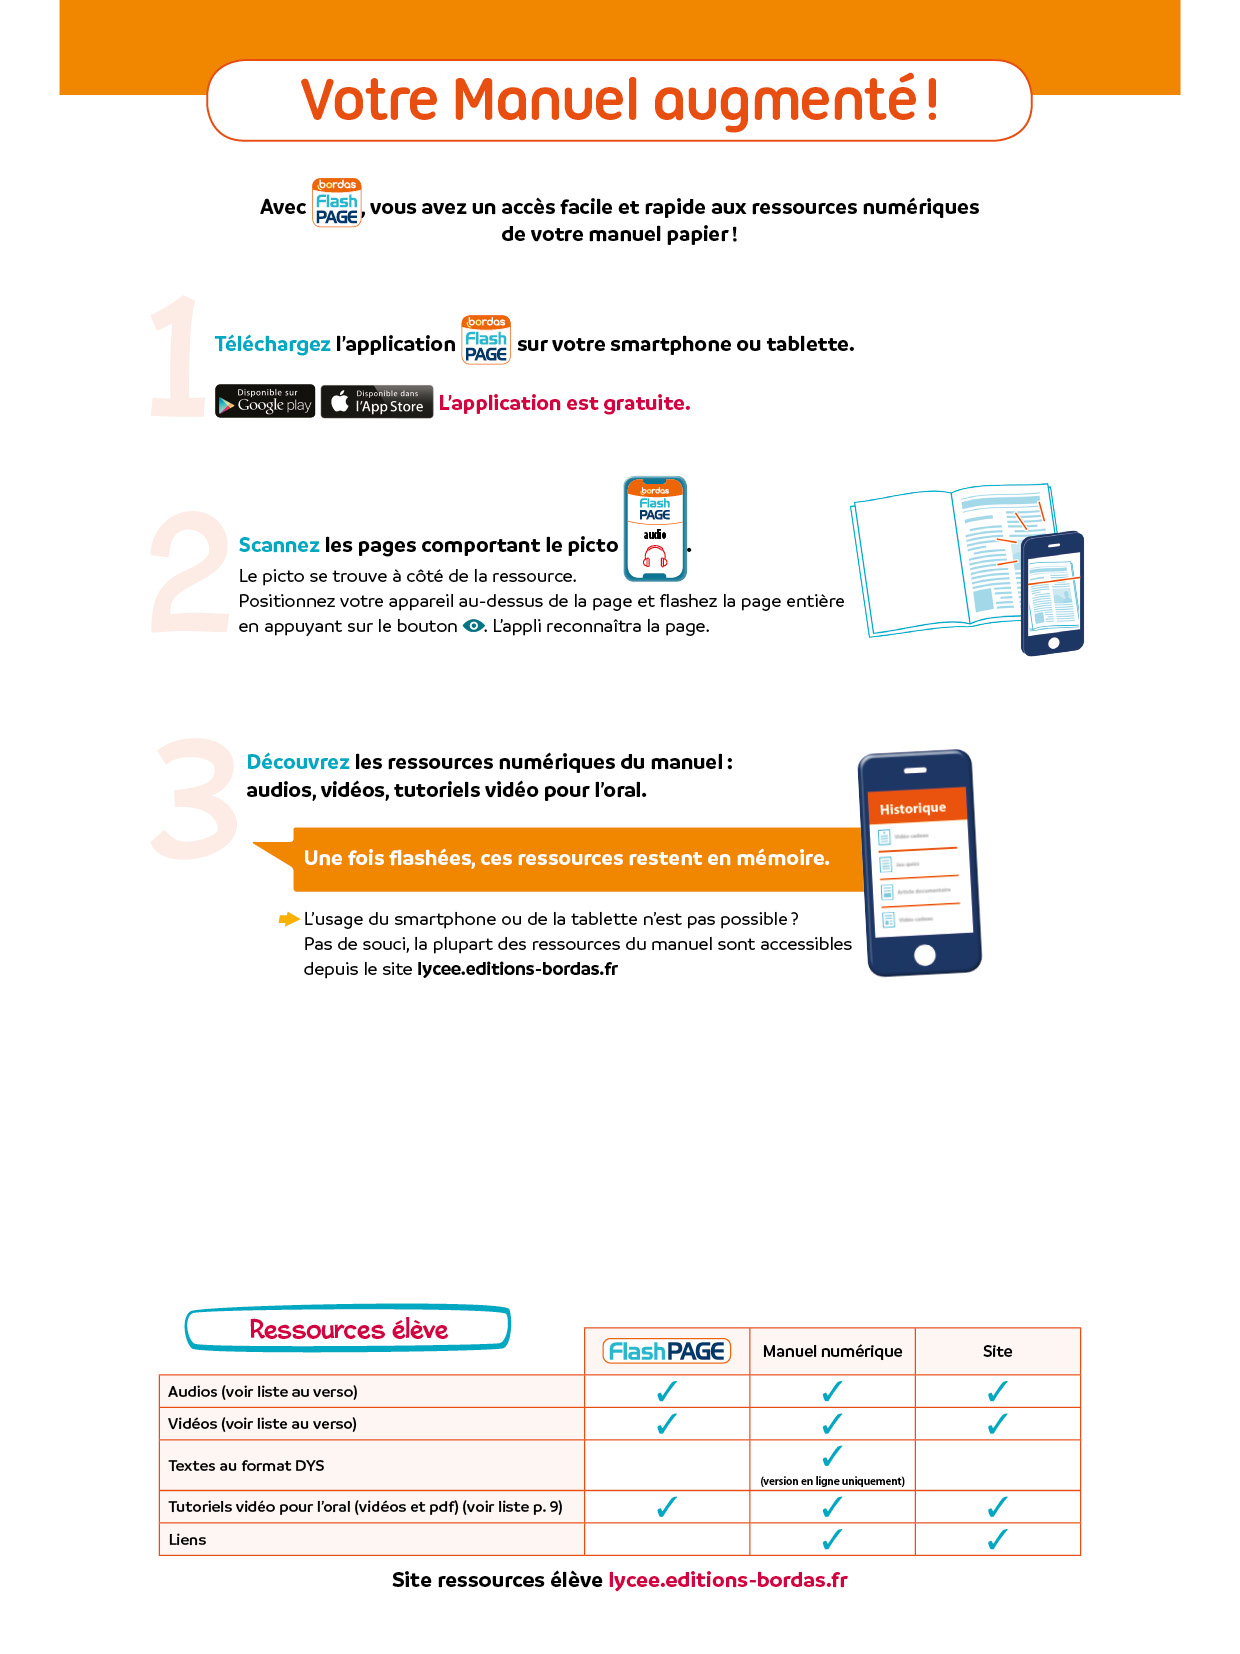 Votre Manuel augmenté !
Avec bordas Flash PAGE, vous avez un accès facile et rapide aux ressources numériques
de votre manuel papier !
1
Téléchargez l'application bordas Flash PAGE sur votre smartphone ou tablette.
Disponible sur Google play Disponible dans l'App Store L'application est gratuite.
2
bordas
Flash
PAGE
audio
Scannez les pages comportant le picto .
Le picto se trouve à côté de la ressource.
Positionnez votre appareil au-dessus de la page et flashez la page entière
en appuyant sur le bouton . L'appli reconnaîtra la page.
3
Découvrez les ressources numériques du manuel :
audios, vidéos, tutoriels vidéo pour l'oral.
Une fois flashées, ces ressources restent en mémoire.
Historique
Article documentaire
L'usage du smartphone ou de la tablette n'est pas possible ?
Pas de souci, la plupart des ressources du manuel sont accessibles
depuis le site lycee.editions-bordas.fr
Ressources élève
FlashPAGE Manuel numérique Site
Audios (voir liste au verso) ✓ ✓ ✓
Vidéos (voir liste au verso) ✓ ✓ ✓
Textes au format DYS ✓
(version en ligne uniquement)
Tutoriels vidéo pour l'oral (vidéos et pdf) (voir liste p. 9) ✓ ✓ ✓
Liens ✓ ✓
Site ressources élève lycee.editions-bordas.fr